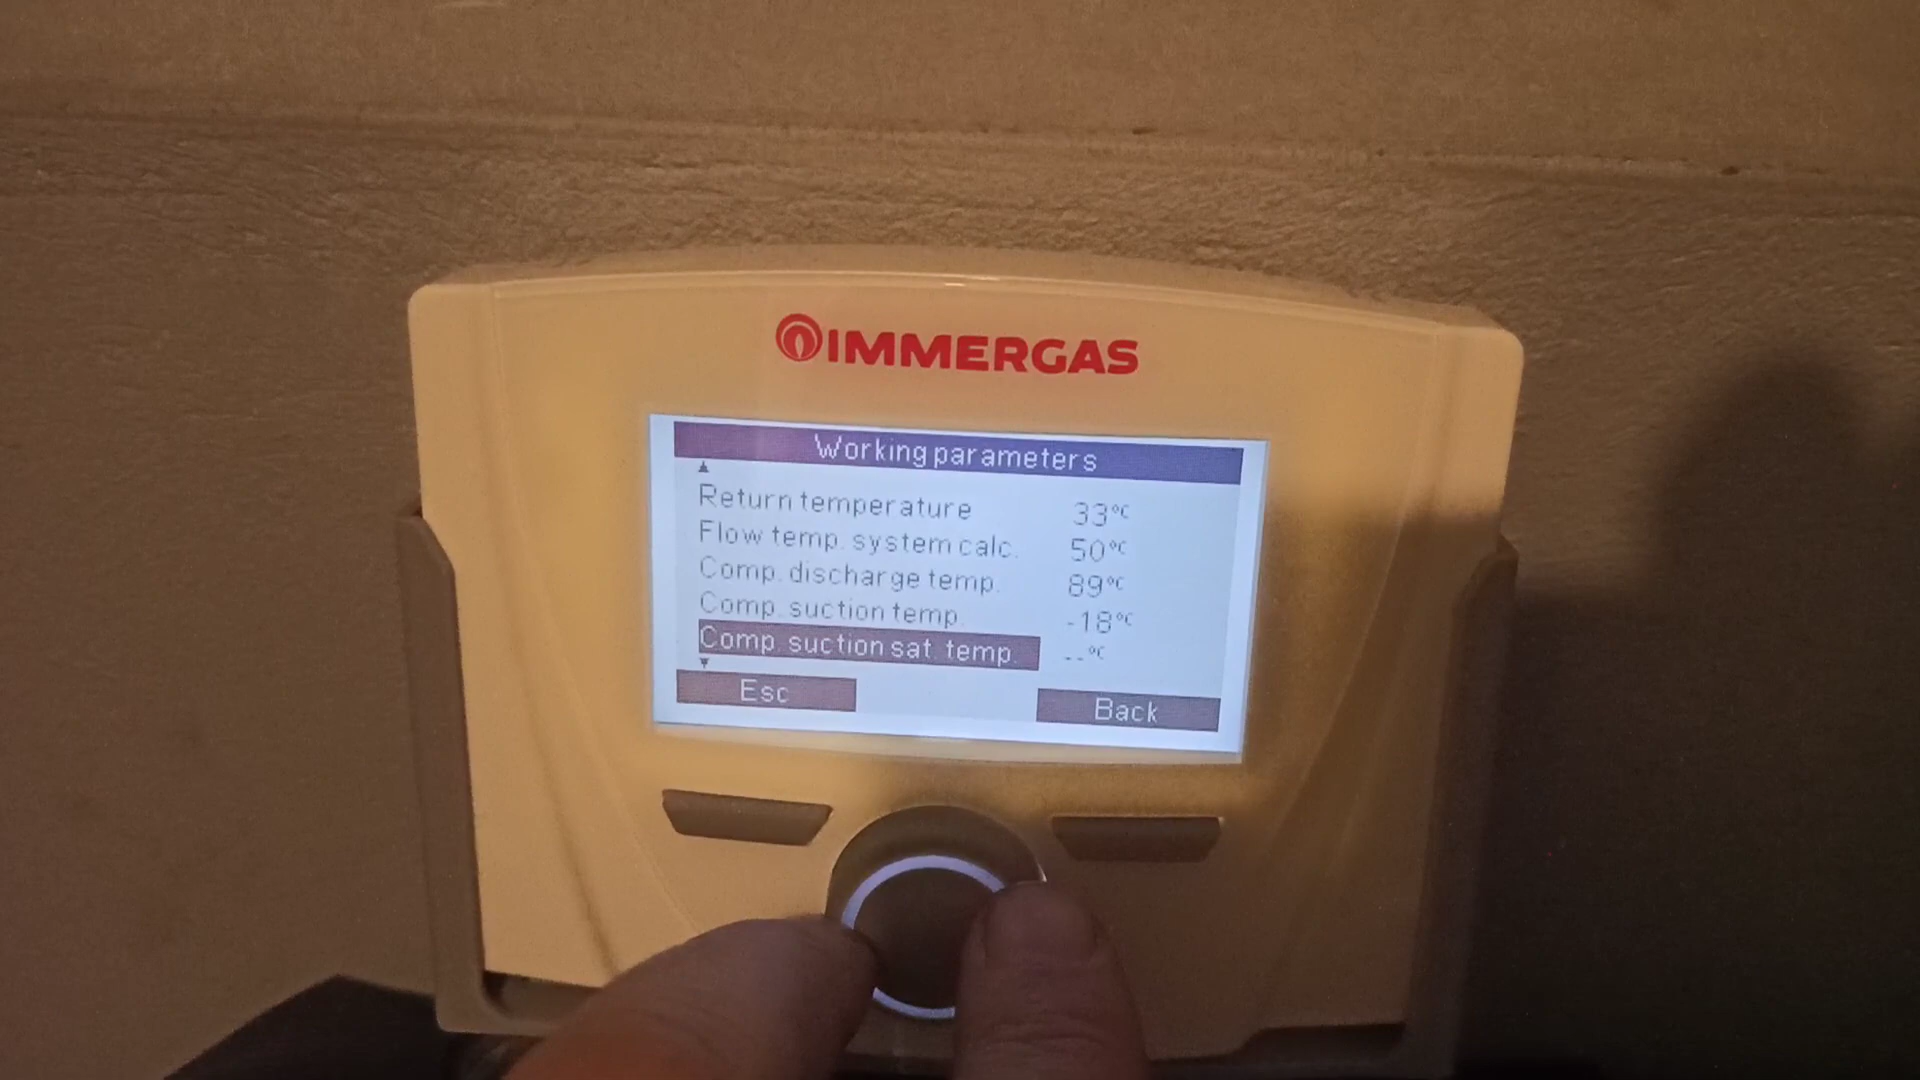 IMMERGAS
Working parameters
Return temperature 33°C
Flow temp. system calc. 50°C
Comp. discharge temp. 89°C
Comp. suction temp. -18°C
Comp. suction sat. temp. --°C
Esc Back